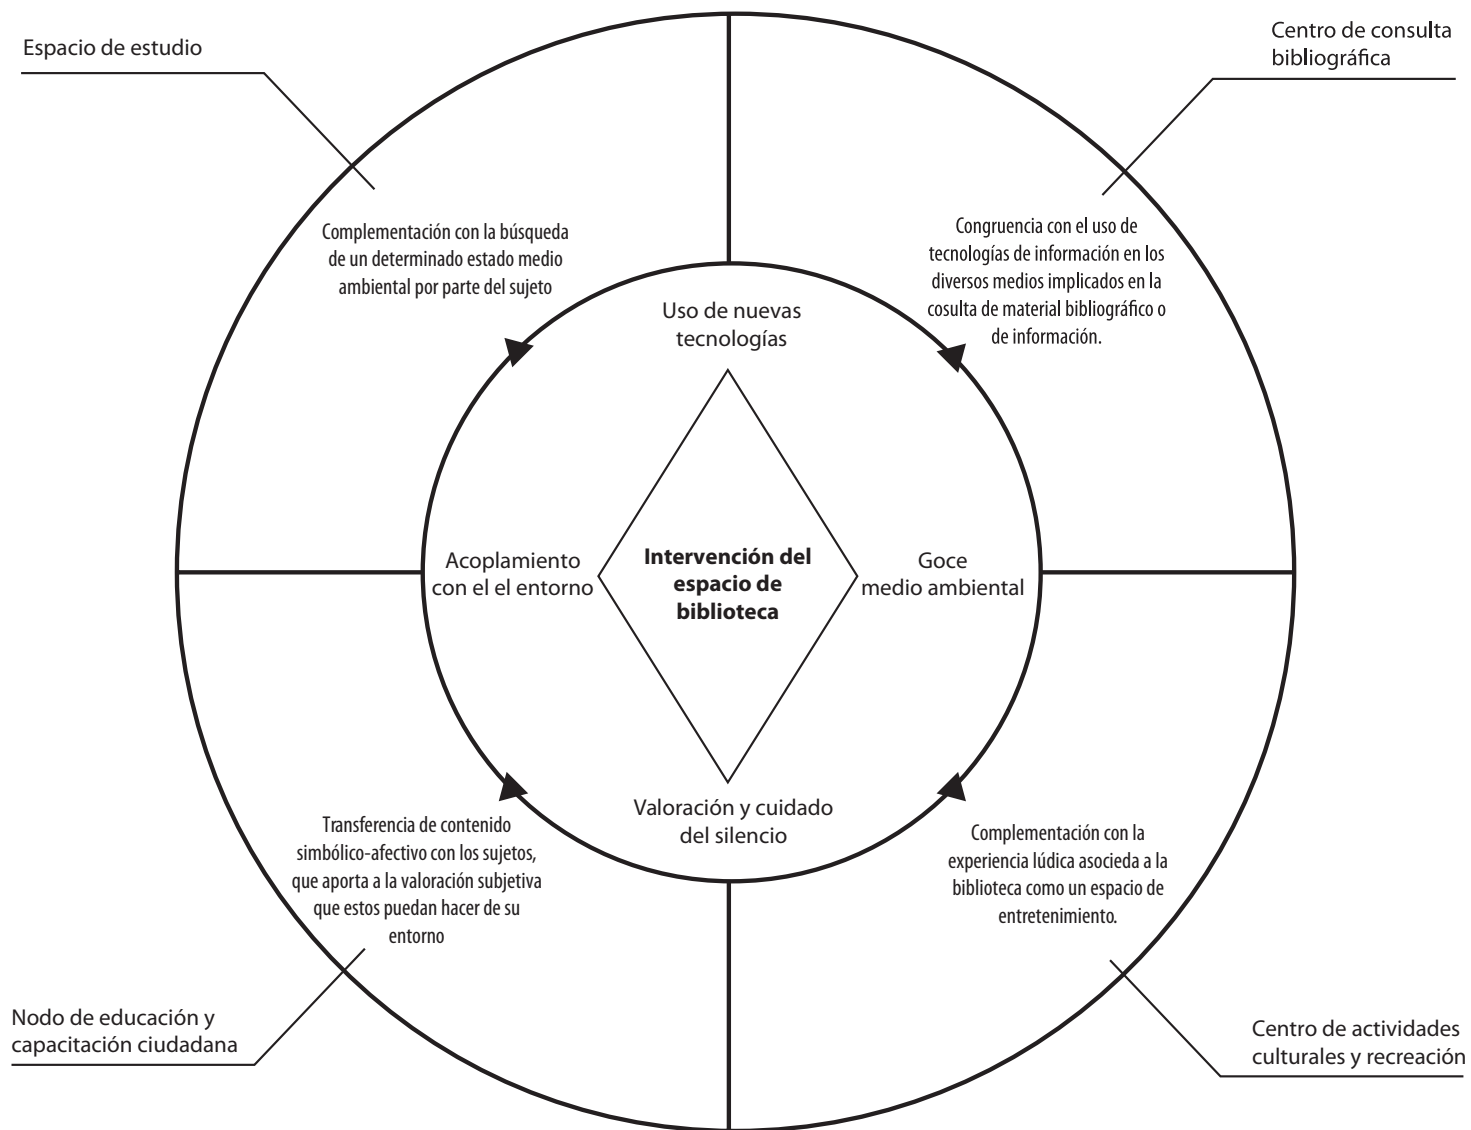 Espacio de estudio
Centro de consulta
bibliográfica
Complementación con la búsqueda
de un determinado estado medio
ambiental por parte del sujeto
Congruencia con el uso de
tecnologías de información en los
diversos medios implicados en la
cosulta de material bibliográfico o
de información.
Uso de nuevas
tecnologías
Acoplamiento
con el el entorno
Intervención del
espacio de
biblioteca
Goce
medio ambiental
Valoración y cuidado
del silencio
Transferencia de contenido
simbólico-afectivo con los sujetos,
que aporta a la valoración subjetiva
que estos puedan hacer de su
entorno
Complementación con la
experiencia lúdica asocieda a la
biblioteca como un espacio de
entretenimiento.
Nodo de educación y
capacitación ciudadana
Centro de actividades
culturales y recreación